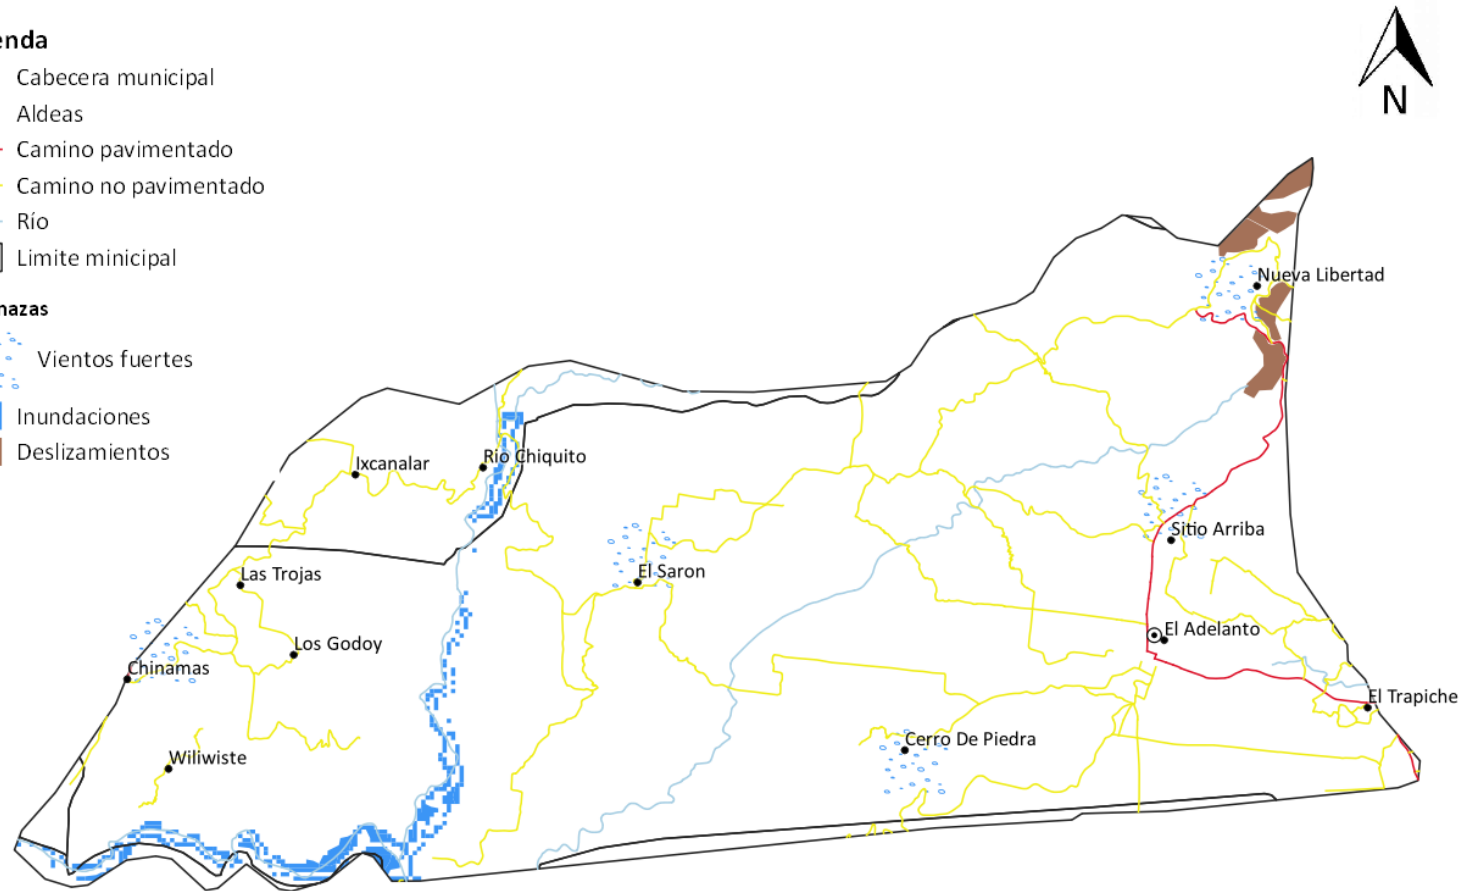 enda
Cabecera municipal
Aldeas
Camino pavimentado
Camino no pavimentado
Río
Limite minicipal
nazas
Vientos fuertes
Inundaciones
Deslizamientos
N
Nueva Libertad
Ixcanalar
Rio Chiquito
Sitio Arriba
El Saron
Las Trojas
El Adelanto
Los Godoy
Chinamas
El Trapiche
Cerro De Piedra
Wiliwiste